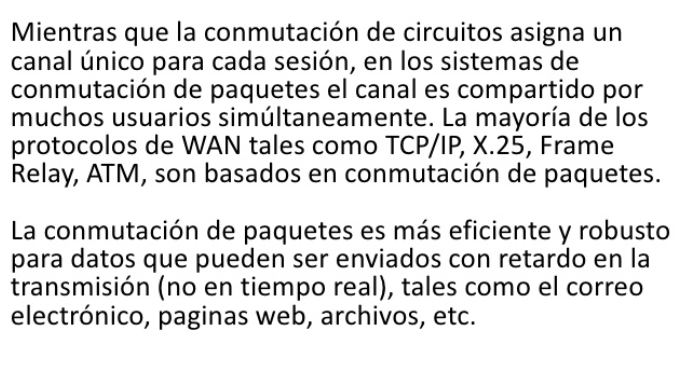 Mientras que la conmutación de circuitos asigna un
canal único para cada sesión, en los sistemas de
conmutación de paquetes el canal es compartido por
muchos usuarios simúltaneamente. La mayoría de los
protocolos de WAN tales como TCP/IP, X.25, Frame
Relay, ATM, son basados en conmutación de paquetes.
La conmutación de paquetes es más eficiente y robusto
para datos que pueden ser enviados con retardo en la
transmisión (no en tiempo real), tales como el correo
electrónico, paginas web, archivos, etc.